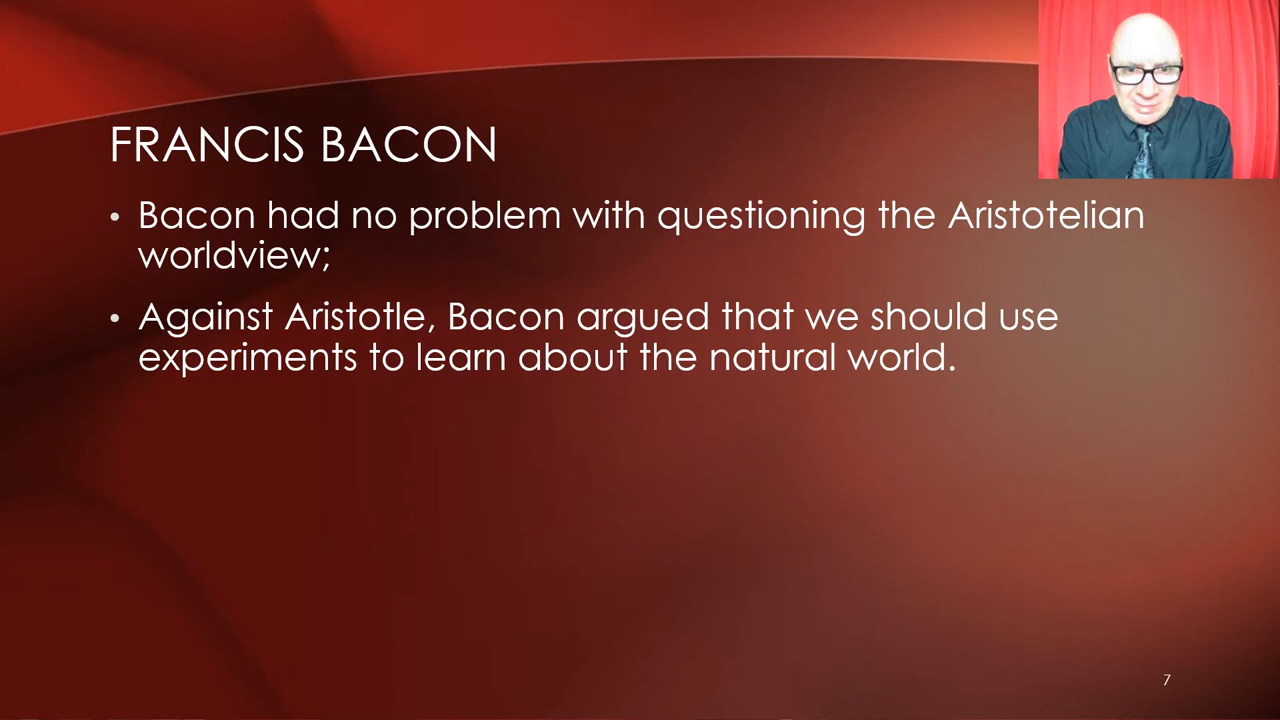 FRANCIS BACON
• Bacon had no problem with questioning the Aristotelian
worldview;
• Against Aristotle, Bacon argued that we should use
experiments to learn about the natural world.
7